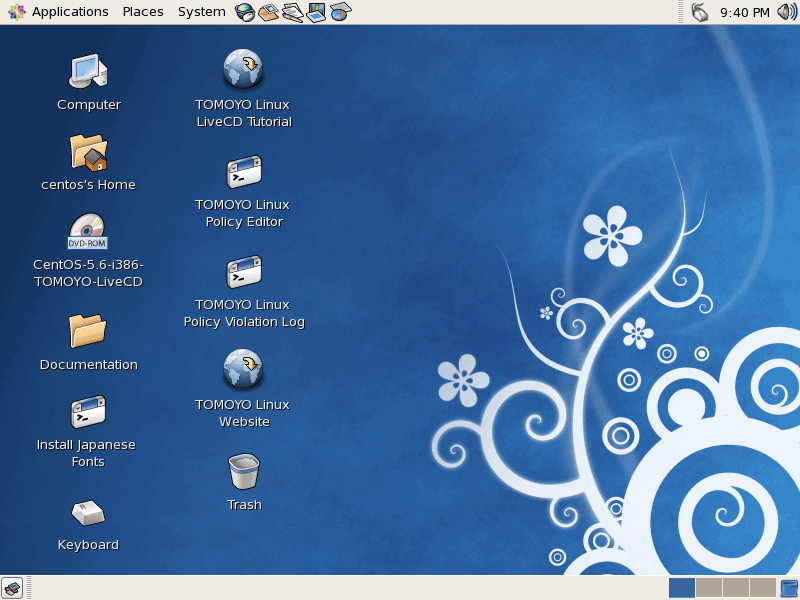 Applications Places System 9:40 PM
Computer
centos's Home
DVD-ROM
CentOS-5.6-i386-
TOMOYO-LiveCD
Documentation
Install Japanese
Fonts
Keyboard
TOMOYO Linux
LiveCD Tutorial
TOMOYO Linux
Policy Editor
TOMOYO Linux
Policy Violation Log
TOMOYO Linux
Website
Trash